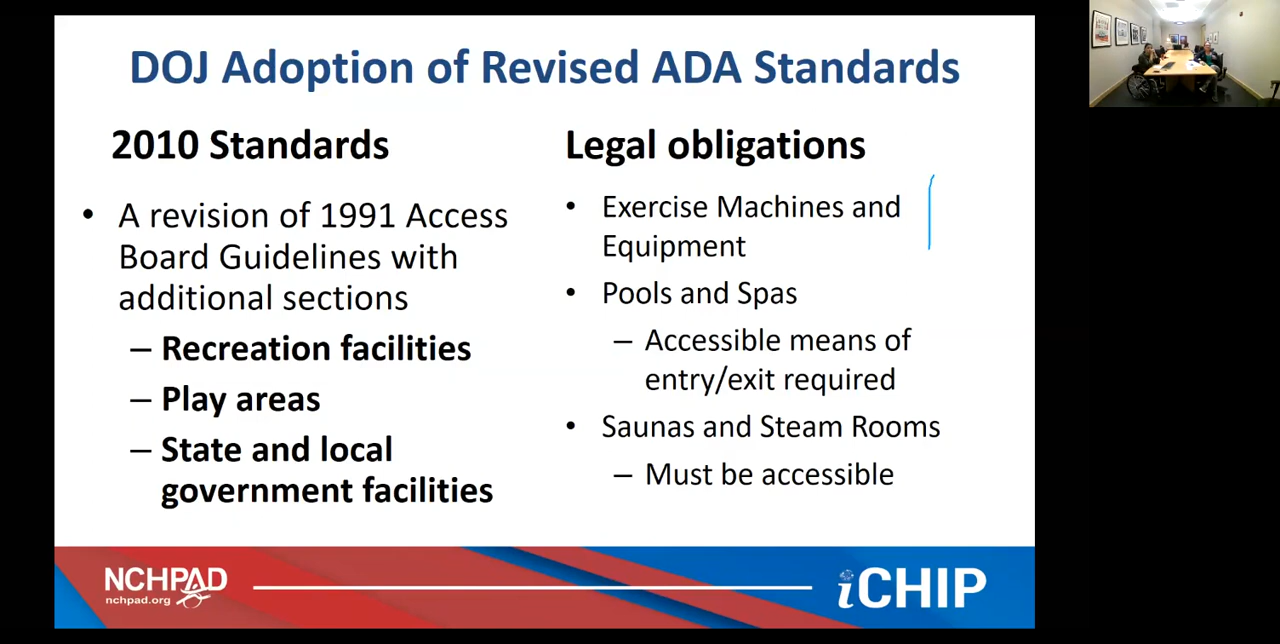 DOJ Adoption of Revised ADA Standards
2010 Standards
• A revision of 1991 Access
Board Guidelines with
additional sections
– Recreation facilities
– Play areas
– State and local
government facilities
Legal obligations
• Exercise Machines and
Equipment
• Pools and Spas
– Accessible means of
entry/exit required
• Saunas and Steam Rooms
– Must be accessible
NCHPAD
nchpad.org
iCHIP